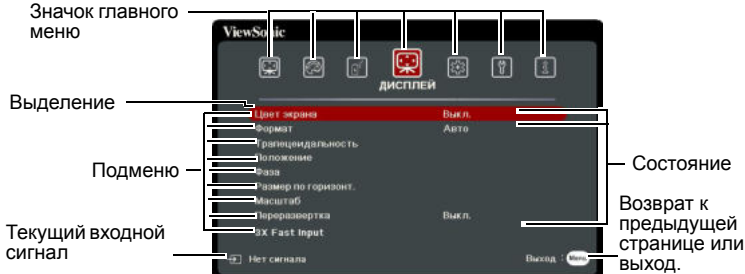 Значок главного
меню
ViewSonic
ДИСПЛЕЙ
Выделение
Цвет экрана Выкл.
Формат Авто
Трапецеидальность
Положение
Фаза
Размер по горизонт.
Масштаб
Переразвертка Выкл.
3X Fast Input
Подменю
Состояние
Текущий входной
сигнал
Нет сигнала
Выход : Menu
Возврат к
предыдущей
странице или
выход.